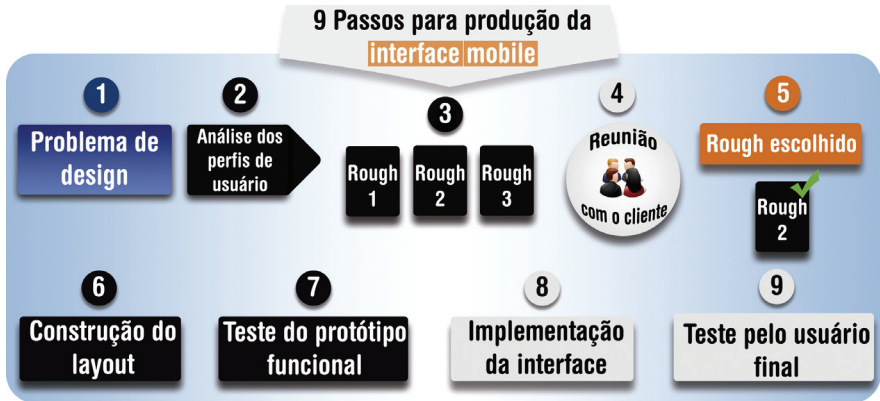 9 Passos para produção da
interface mobile
1
Problema de
design
2
Análise dos
perfis de
usuário
3
Rough
1
Rough
2
Rough
3
4
Reunião
com o cliente
5
Rough escolhido
Rough
2
6
Construção do
layout
7
Teste do protótipo
funcional
8
Implementação
da interface
9
Teste pelo usuário
final